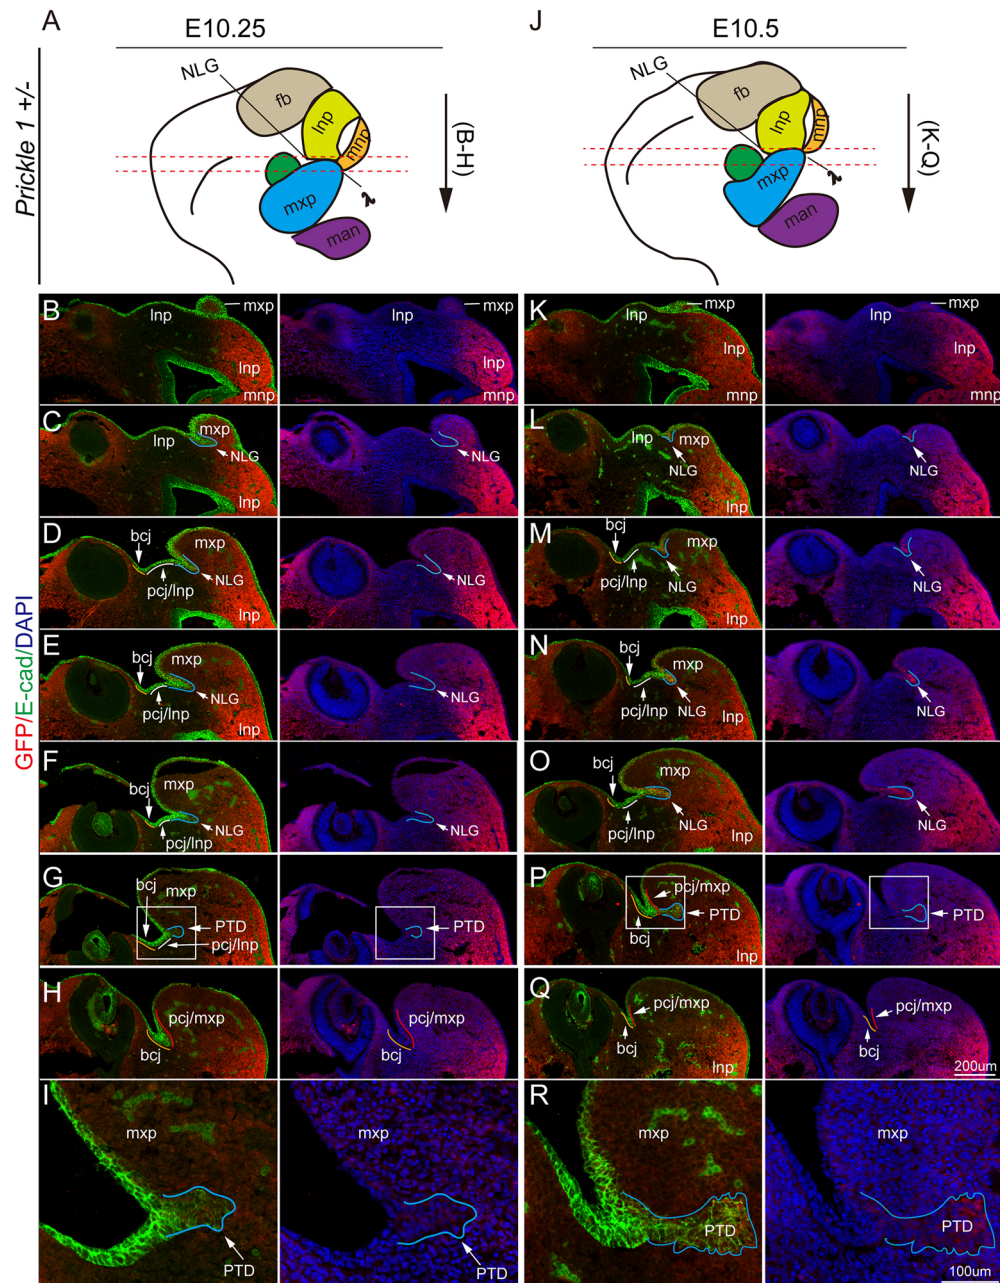 A
E10.25
J
E10.5
Prickle 1 +/-
NLG
fb
lnp
mnp
mxp
man
λ
(B-H)
NLG
fb
lnp
mnp
mxp
man
λ
(K-Q)
GFP/E-cad/DAPI
B
lnp
mxp
lnp
mnp
lnp
mxp
lnp
mnp
K
lnp
mxp
lnp
mnp
lnp
mxp
lnp
mnp
C
lnp
mxp
NLG
lnp
NLG
L
lnp
mxp
NLG
lnp
NLG
D
bcj
mxp
NLG
pcj/lnp
lnp
NLG
M
bcj
mxp
NLG
pcj/lnp
lnp
NLG
E
bcj
mxp
NLG
pcj/lnp
lnp
NLG
N
bcj
mxp
NLG
pcj/lnp
lnp
NLG
F
bcj
mxp
NLG
pcj/lnp
NLG
O
bcj
mxp
NLG
pcj/lnp
lnp
NLG
G
bcj
mxp
PTD
pcj/lnp
PTD
P
pcj/mxp
PTD
bcj
lnp
PTD
H
pcj/mxp
bcj
pcj/mxp
bcj
Q
pcj/mxp
bcj
lnp
pcj/mxp
bcj
200um
I
mxp
PTD
mxp
PTD
R
mxp
PTD
mxp
PTD
100um